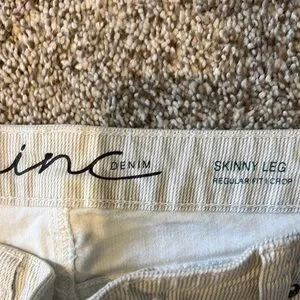 inc DENIM
SKINNY LEG
REGULAR FIT | CROP